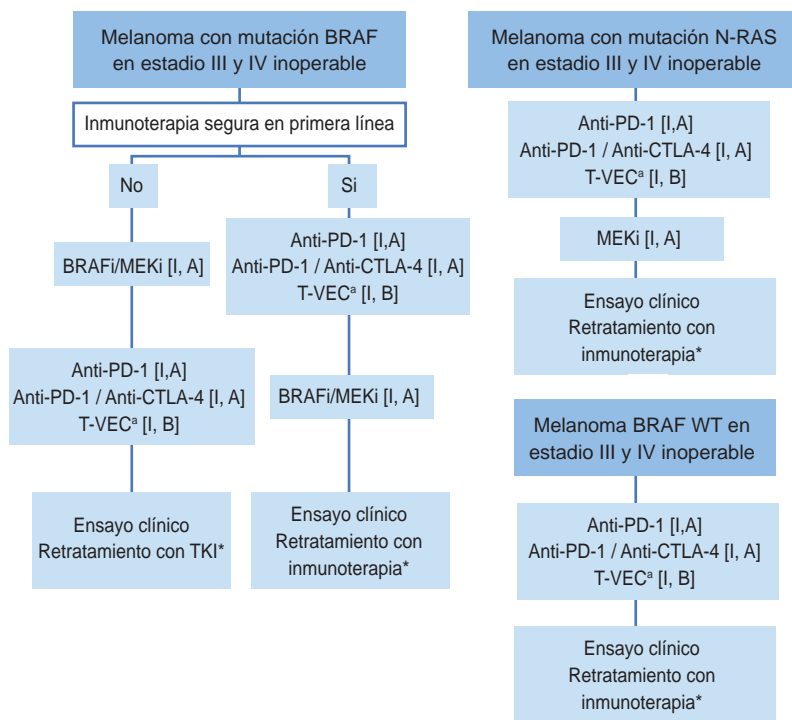 Melanoma con mutación BRAF
en estadio III y IV inoperable
Inmunoterapia segura en primera línea
No
BRAFi/MEKi [I, A]
Anti-PD-1 [I,A]
Anti-PD-1 / Anti-CTLA-4 [I, A]
T-VECª [I, B]
Ensayo clínico
Retratamiento con TKI*
Si
Anti-PD-1 [I,A]
Anti-PD-1 / Anti-CTLA-4 [I, A]
T-VECª [I, B]
BRAFi/MEKi [I, A]
Ensayo clínico
Retratamiento con
inmunoterapia*
Melanoma con mutación N-RAS
en estadio III y IV inoperable
Anti-PD-1 [I,A]
Anti-PD-1 / Anti-CTLA-4 [I, A]
T-VECª [I, B]
MEKi [I, A]
Ensayo clínico
Retratamiento con
inmunoterapia*
Melanoma BRAF WT en
estadio III y IV inoperable
Anti-PD-1 [I,A]
Anti-PD-1 / Anti-CTLA-4 [I, A]
T-VECª [I, B]
Ensayo clínico
Retratamiento con
inmunoterapia*